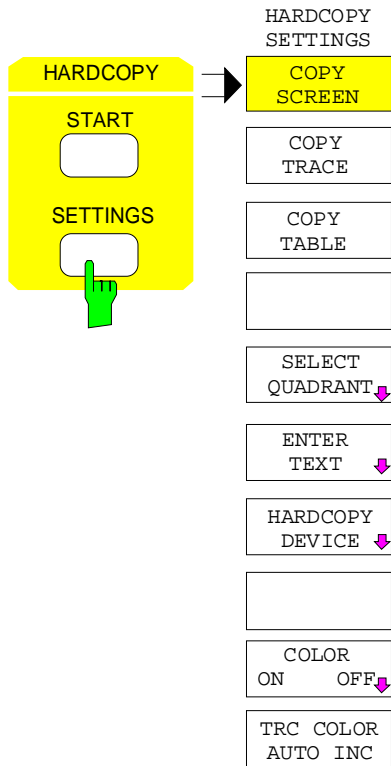 HARDCOPY
START
SETTINGS
HARDCOPY
SETTINGS
COPY
SCREEN
COPY
TRACE
COPY
TABLE
SELECT
QUADRANT
ENTER
TEXT
HARDCOPY
DEVICE
COLOR
ON OFF
TRC COLOR
AUTO INC